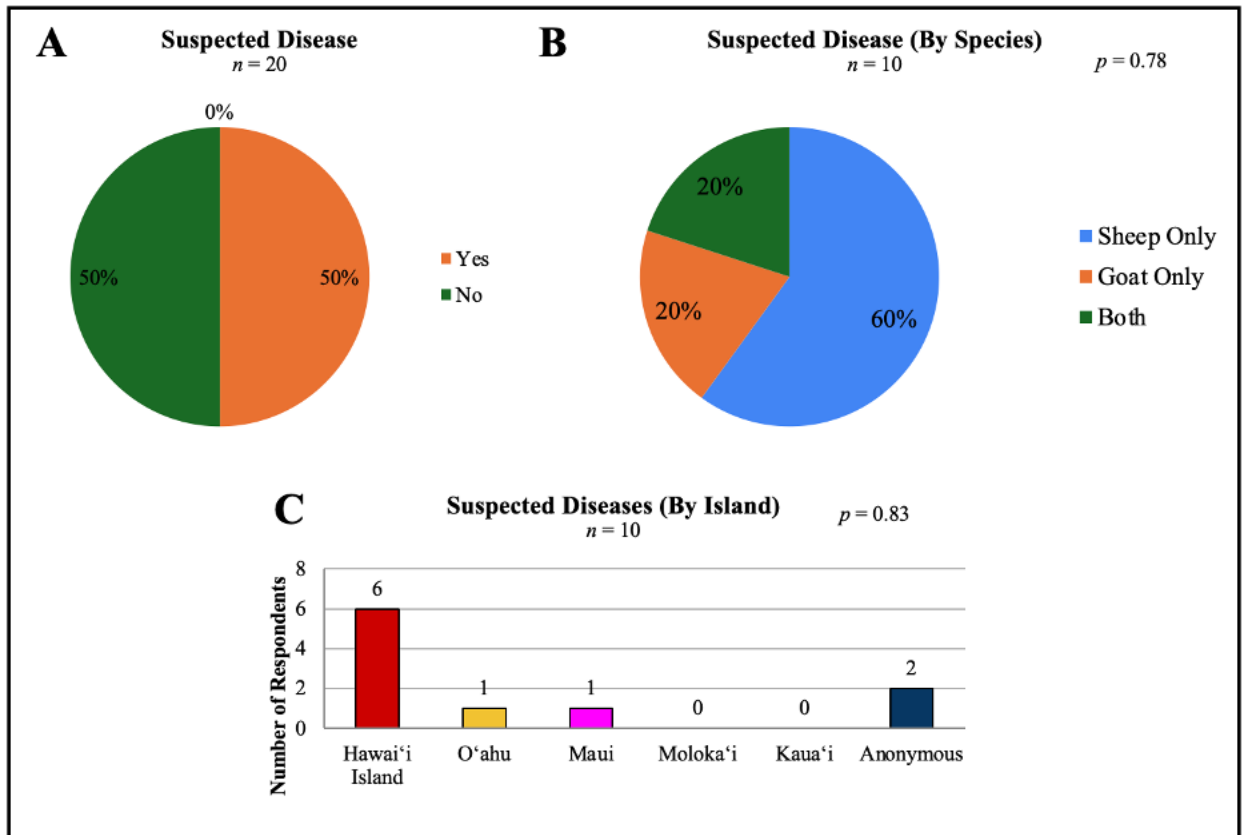 A
Suspected Disease
n = 20
0%
50%
50%
Yes
No
B
Suspected Disease (By Species)
n = 10
p = 0.78
20%
20%
60%
Sheep Only
Goat Only
Both
C
Suspected Diseases (By Island)
n = 10
p = 0.83
Number of Respondents
8
6
4
2
0
6
1
1
0
0
2
Hawaiʻi
Island
Oʻahu
Maui
Molokaʻi
Kauaʻi
Anonymous